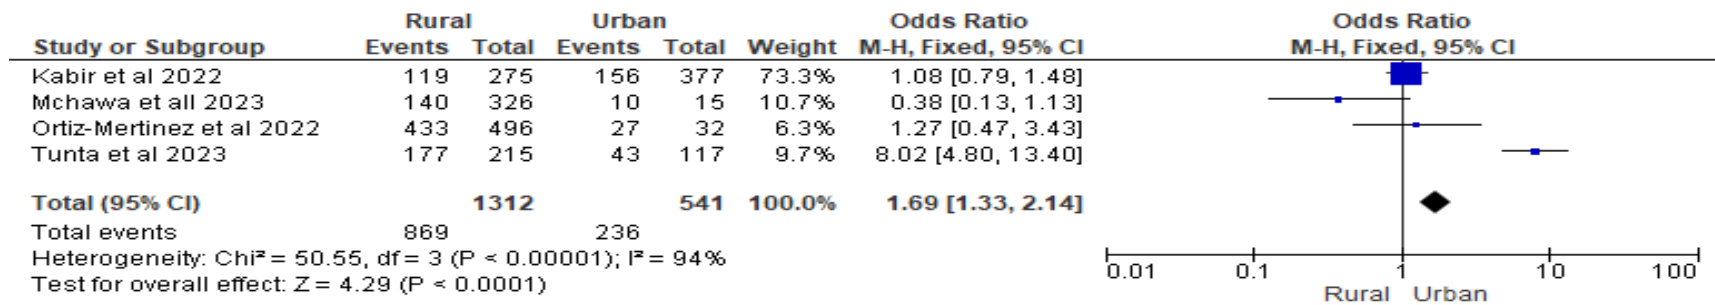 Rural Urban Odds Ratio Odds Ratio
Study or Subgroup Events Total Events Total Weight M-H, Fixed, 95% CI M-H, Fixed, 95% CI
Kabir et al 2022 119 275 156 377 73.3% 1.08 [0.79, 1.48]
Mchawa et all 2023 140 326 10 15 10.7% 0.38 [0.13, 1.13]
Ortiz-Mertinez et al 2022 433 496 27 32 6.3% 1.27 [0.47, 3.43]
Tunta et al 2023 177 215 43 117 9.7% 8.02 [4.80, 13.40]
Total (95% CI) 1312 541 100.0% 1.69 [1.33, 2.14]
Total events 869 236
Heterogeneity: Chi² = 50.55, df = 3 (P < 0.00001); I² = 94%
Test for overall effect: Z = 4.29 (P < 0.0001)
0.01 0.1 1 10 100
Rural Urban